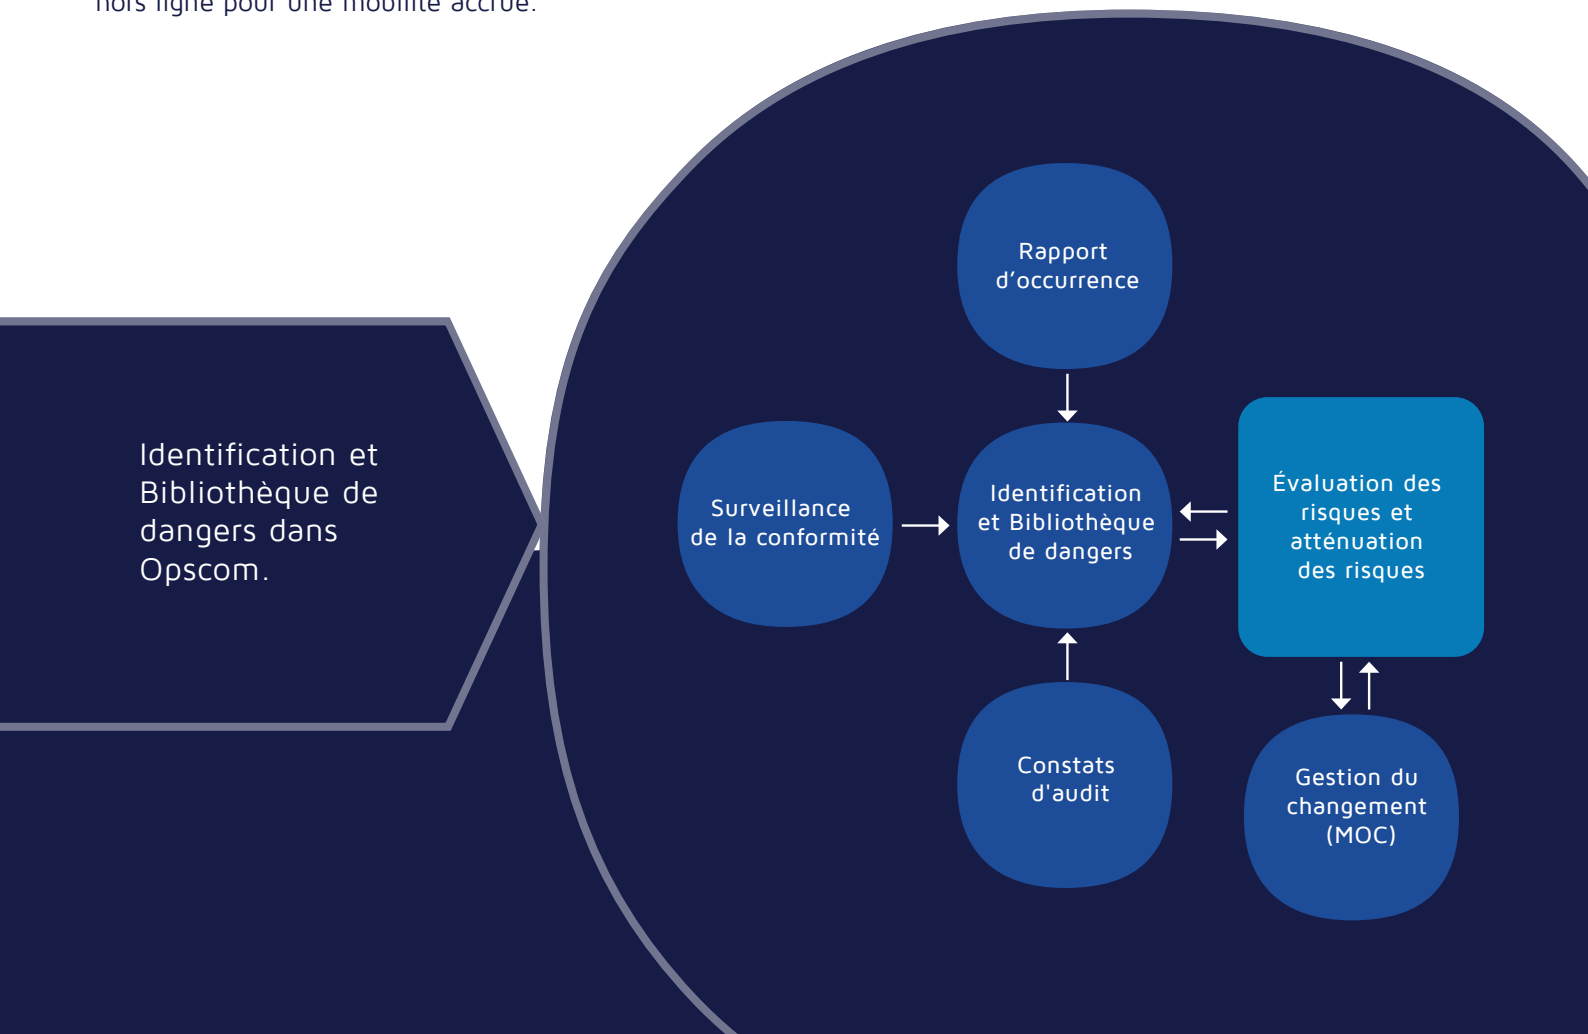 hors ligne pour une mobilité accrue.
Rapport
d’occurrence
Identification et
Bibliothèque de
dangers dans
Opscom.
Surveillance
de la conformité
Identification
et Bibliothèque
de dangers
Évaluation des
risques et
atténuation
des risques
Constats
d'audit
Gestion du
changement
(MOC)